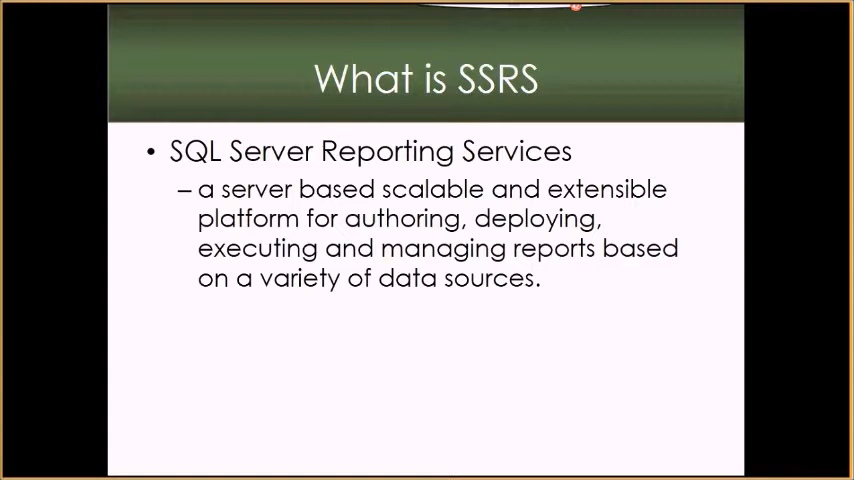 What is SSRS
• SQL Server Reporting Services
– a server based scalable and extensible
platform for authoring, deploying,
executing and managing reports based
on a variety of data sources.